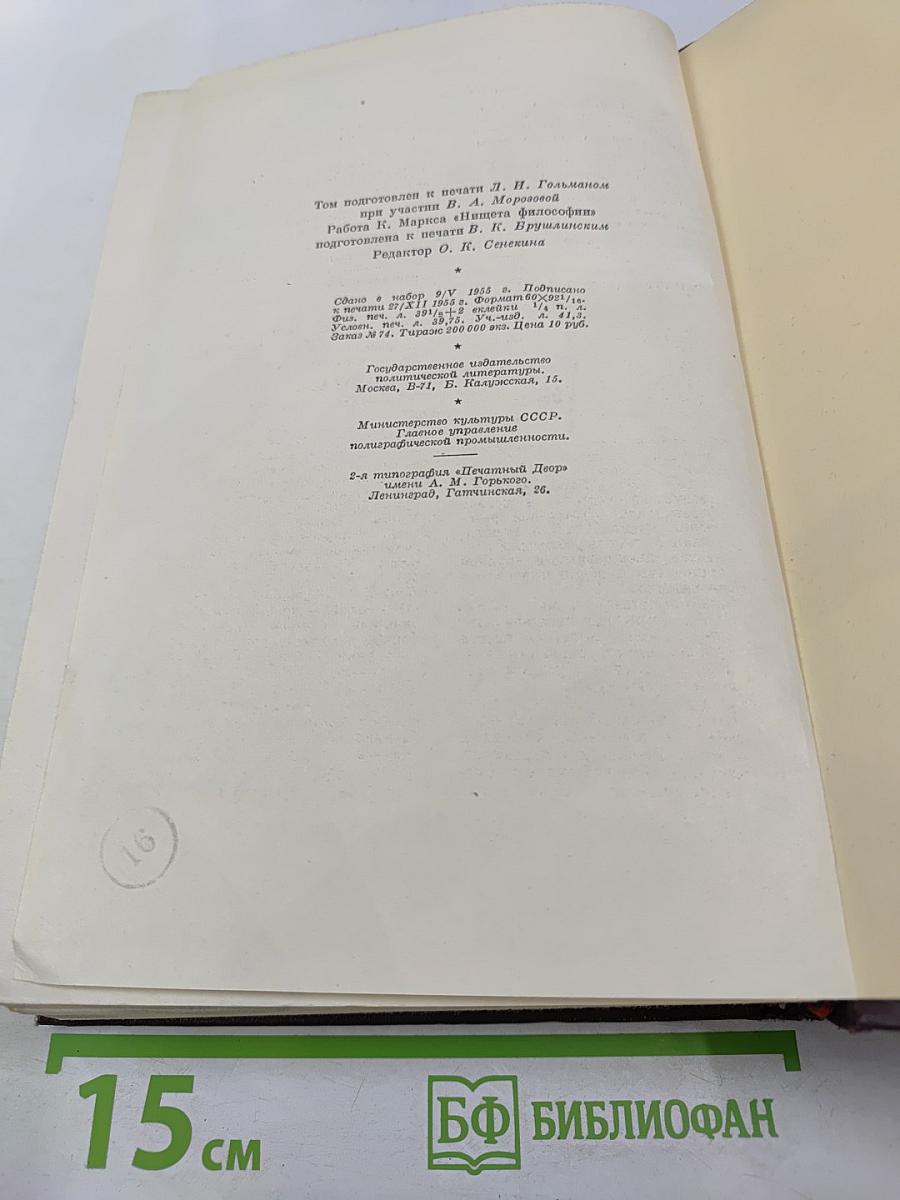 Том подготовлен к печати Л. И. Гольманом
при участии В. А. Морозовой
Работа К. Маркса «Нищета философии»
подготовлена к печати В. К. Брушлинским
Редактор О. К. Сенекина
★
Сдано в набор 9/V 1955 г. Подписано
к печати 27/XII 1955 г. Формат 60×92 1/16.
Физ. печ. л. 39 1/2 + 2 вклейки 1/4 п. л.
Условн. печ. л. 39,75. Уч.-изд. л. 41,3.
Заказ № 74. Тираж 200 000 экз. Цена 10 руб.
★
Государственное издательство
политической литературы.
Москва, В-71, Б. Калужская, 15.
★
Министерство культуры СССР.
Главное управление
полиграфической промышленности.
2-я типография «Печатный Двор»
имени А. М. Горького.
Ленинград, Гатчинская, 26.
16
15 см
БФ БИБЛИОФАН